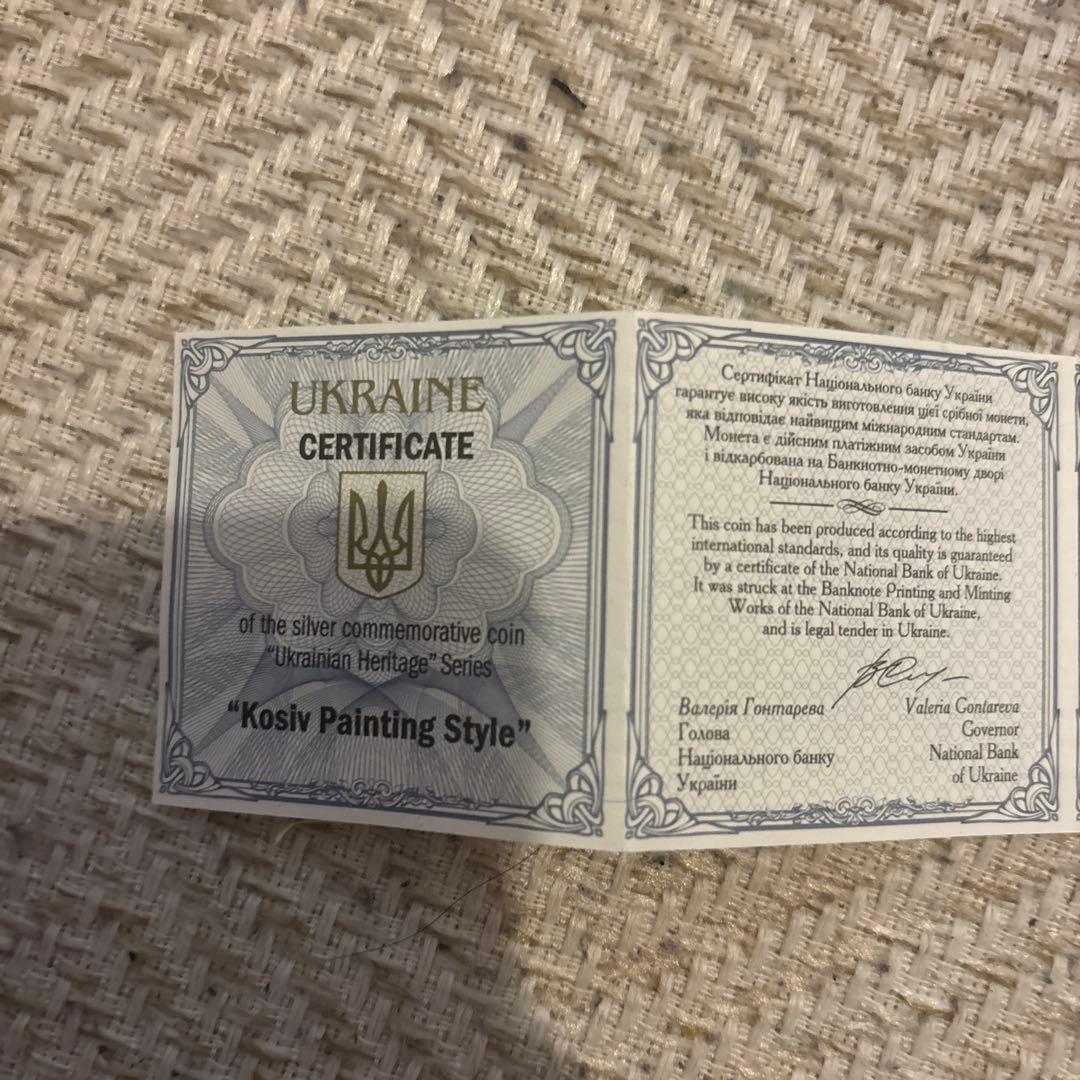 UKRAINE
CERTIFICATE
of the silver commemorative coin
"Ukrainian Heritage" Series
"Kosiv Painting Style"
Сертифікат Національного банку України
гарантує високу якість виготовлення цієї срібної монети,
яка відповідає найвищим міжнародним стандартам.
Монета є дійсним платіжним засобом України
і відкарбована на Банкнотно-монетному дворі
Національного банку України.
This coin has been produced according to the highest
international standards, and its quality is guaranteed
by a certificate of the National Bank of Ukraine.
It was struck at the Banknote Printing and Minting
Works of the National Bank of Ukraine,
and is legal tender in Ukraine.
Валерія Гонтарева
Голова
Національного банку
України
Valeria Gontareva
Governor
National Bank
of Ukraine